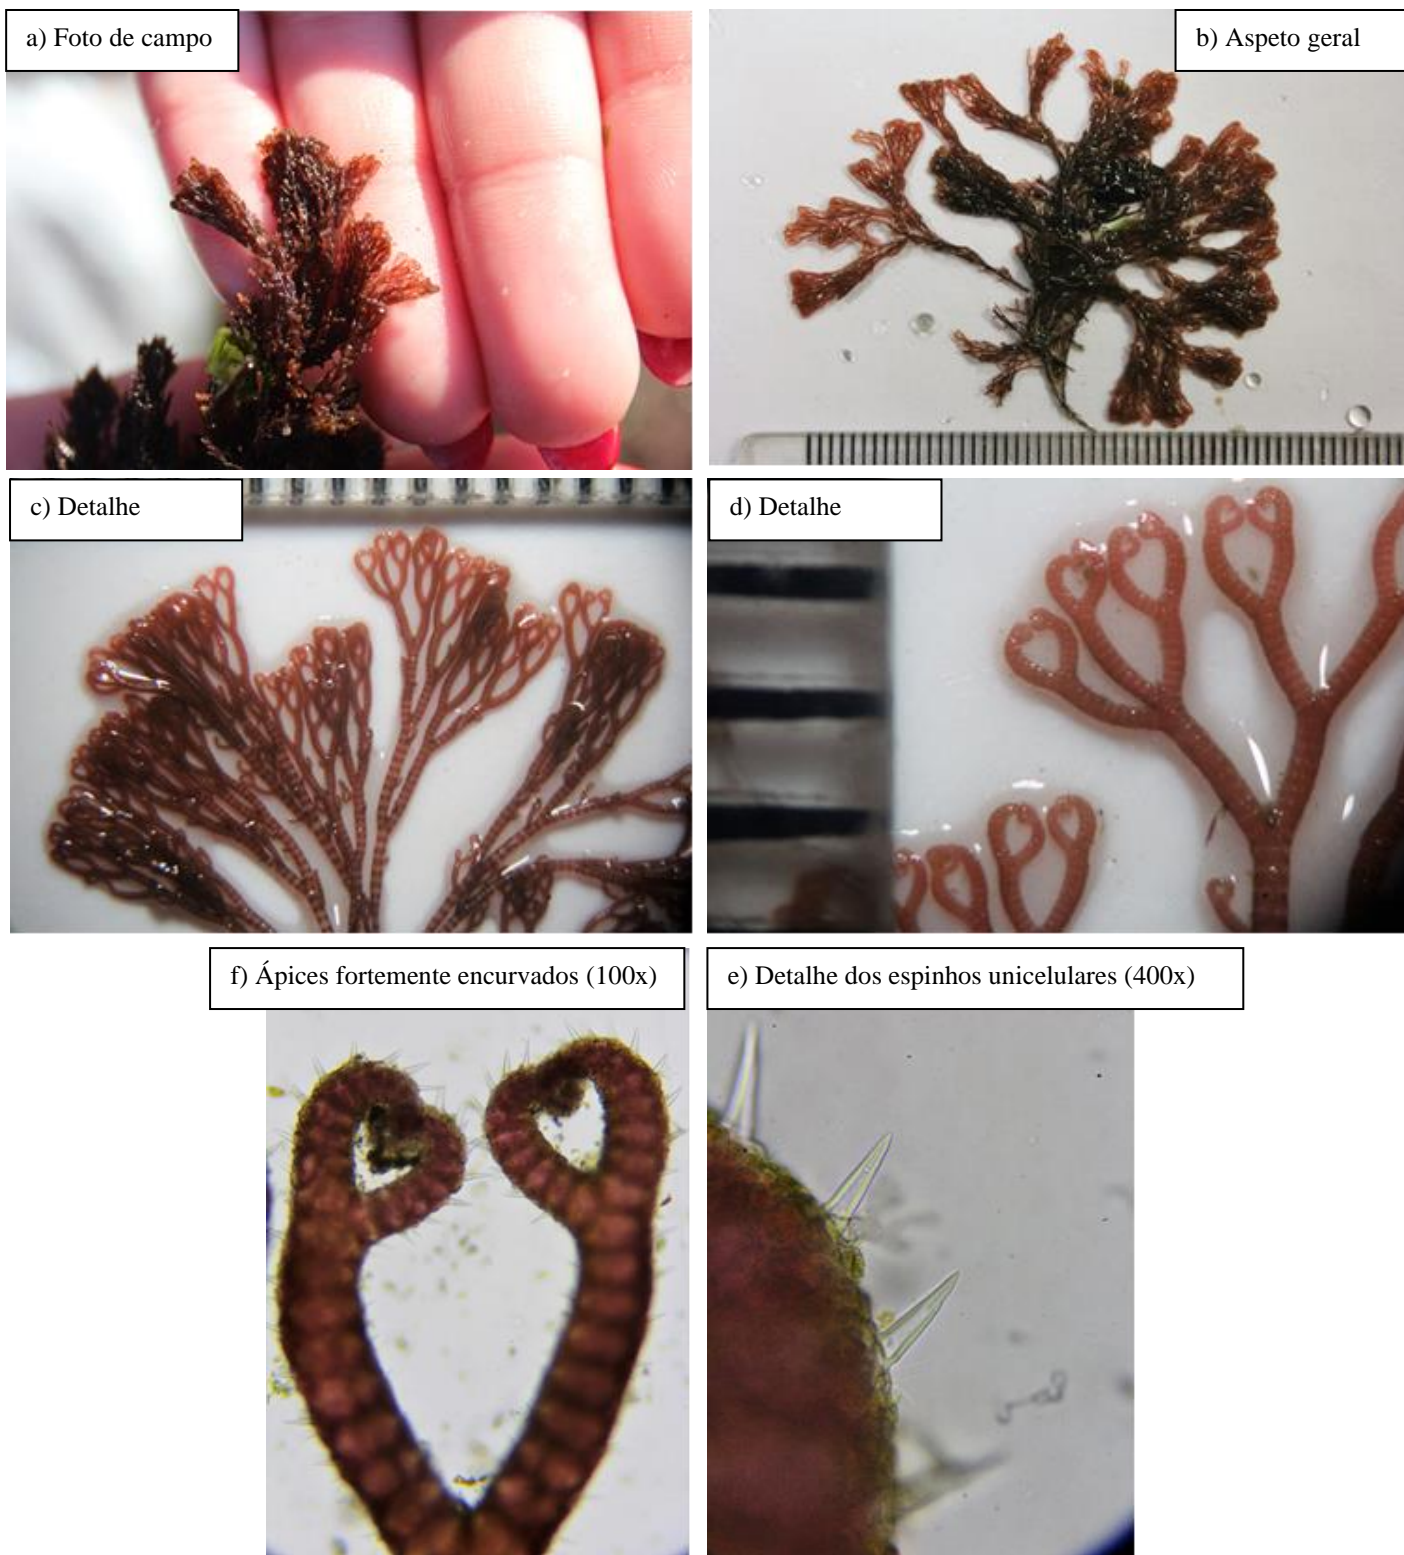 a) Foto de campo
b) Aspeto geral
c) Detalhe
d) Detalhe
f) Ápices fortemente encurvados (100x)
e) Detalhe dos espinhos unicelulares (400x)